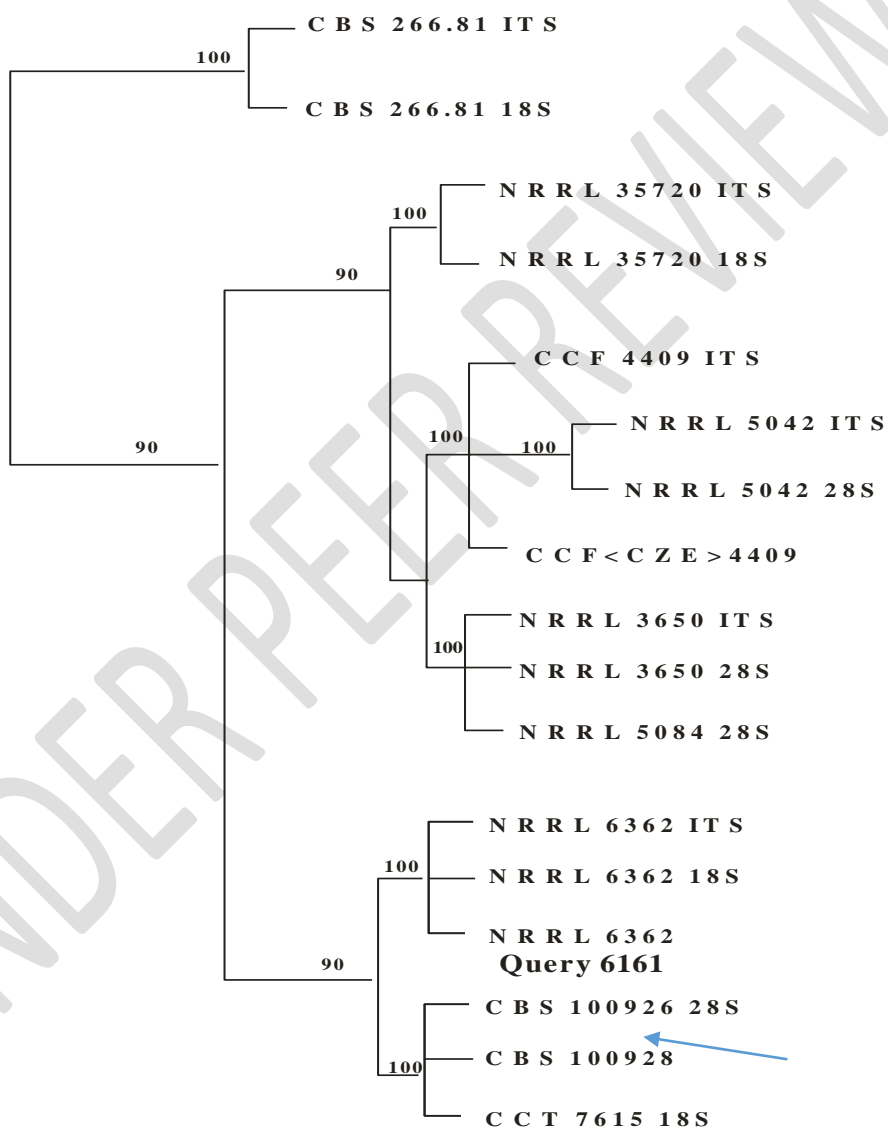 CBS 266.81 ITS
100
CBS 266.81 18S
NRRL 35720 ITS
100
NRRL 35720 18S
90
CCF 4409 ITS
NRRL 5042 ITS
100
100
90
NRRL 5042 28S
CCF<CZE>4409
NRRL 3650 ITS
100
NRRL 3650 28S
NRRL 5084 28S
NRRL 6362 ITS
100
NRRL 6362 18S
NRRL 6362
Query 6161
90
CBS 100926 28S
CBS 100928
100
CCT 7615 18S
NDER PEER REVIEW